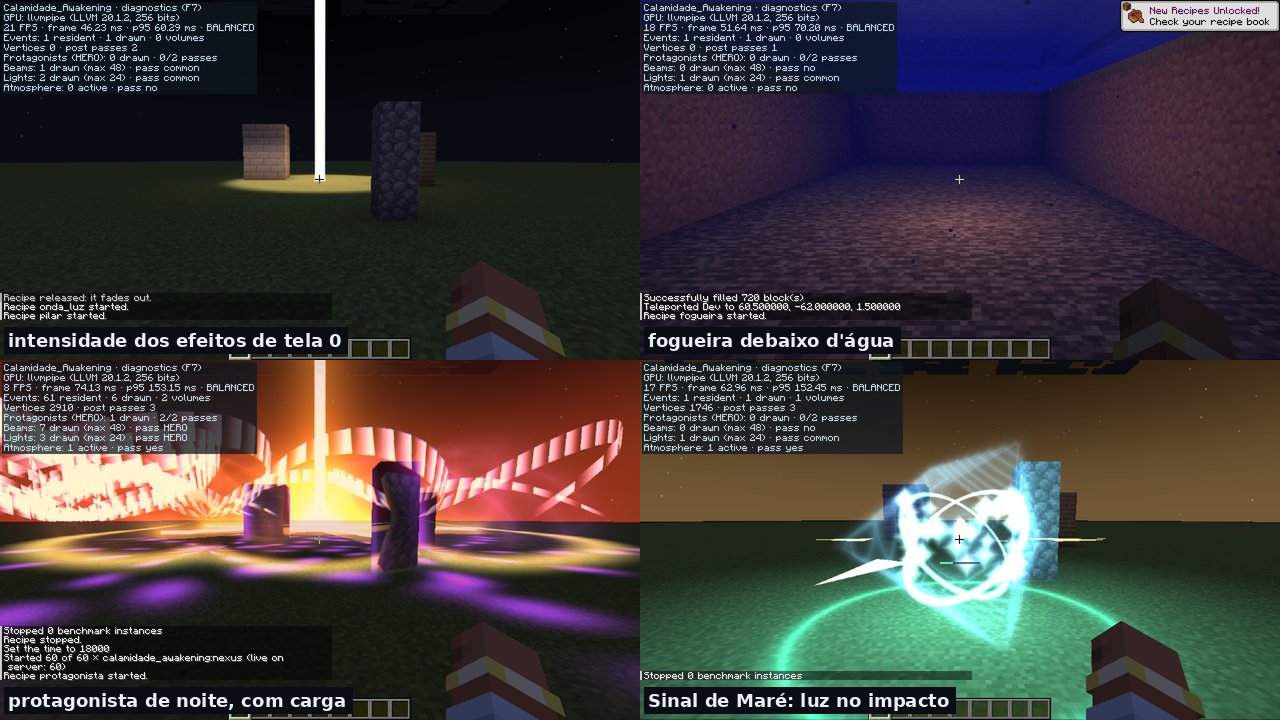 Calamidade_Awakening · diagnostics (F7)
GPU: llvmpipe (LLVM 20.1.2, 256 bits)
21 FPS · frame 46.23 ms · p95 60.29 ms · BALANCED
Events: 1 resident · 1 drawn · 0 volumes
Vertices 0 · post passes 2
Protagonists (HERO): 0 drawn · 0/2 passes
Beams: 1 drawn (max 48) · pass common
Lights: 2 drawn (max 24) · pass common
Atmosphere: 0 active · pass no
Recipe released: it fades out.
Recipe onda_luz started.
Recipe pilar started.
intensidade dos efeitos de tela 0
Calamidade_Awakening · diagnostics (F7)
GPU: llvmpipe (LLVM 20.1.2, 256 bits)
18 FPS · frame 51.64 ms · p95 70.20 ms · BALANCED
Events: 1 resident · 1 drawn · 0 volumes
Vertices 0 · post passes 1
Protagonists (HERO): 0 drawn · 0/2 passes
Beams: 0 drawn (max 48) · pass no
Lights: 1 drawn (max 24) · pass common
Atmosphere: 0 active · pass no
New Recipes Unlocked!
Check your recipe book
Successfully filled 720 block(s)
Teleported Dev to 60.500000, -62.000000, 1.500000
Recipe fogueira started.
fogueira debaixo d'água
Calamidade_Awakening · diagnostics (F7)
GPU: llvmpipe (LLVM 20.1.2, 256 bits)
8 FPS · frame 74.13 ms · p95 153.15 ms · BALANCED
Events: 61 resident · 6 drawn · 2 volumes
Vertices 2910 · post passes 3
Protagonists (HERO): 1 drawn · 2/2 passes
Beams: 7 drawn (max 48) · pass HERO
Lights: 3 drawn (max 24) · pass HERO
Atmosphere: 1 active · pass yes
Stopped 0 benchmark instances
Recipe stopped.
Set the time to 18000
Started 60 of 60 × calamidade_awakening:nexus (live on
server: 60)
Recipe protagonista started.
protagonista de noite, com carga
Calamidade_Awakening · diagnostics (F7)
GPU: llvmpipe (LLVM 20.1.2, 256 bits)
17 FPS · frame 62.96 ms · p95 152.45 ms · BALANCED
Events: 1 resident · 1 drawn · 1 volumes
Vertices 1746 · post passes 3
Protagonists (HERO): 0 drawn · 0/2 passes
Beams: 0 drawn (max 48) · pass no
Lights: 1 drawn (max 24) · pass common
Atmosphere: 1 active · pass yes
Stopped 0 benchmark instances
Sinal de Maré: luz no impacto